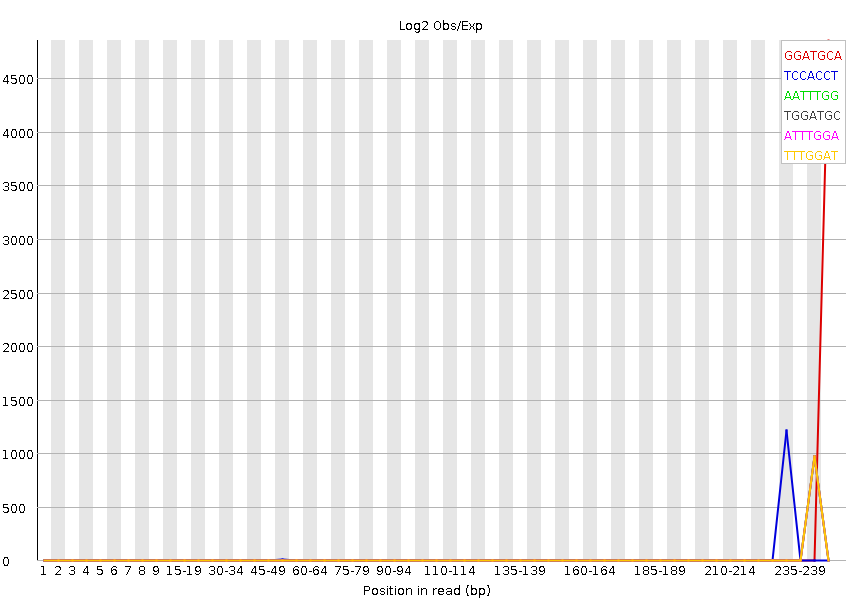 Log2 Obs/Exp
GGATGCA
TCCACCT
AATTTGG
TGGATGC
ATTTGGA
TTTGGAT
4500
4000
3500
3000
2500
2000
1500
1000
500
0
1 2 3 4 5 6 7 8 9 15-19 30-34 45-49 60-64 75-79 90-94 110-114 135-139 160-164 185-189 210-214 235-239
Position in read (bp)